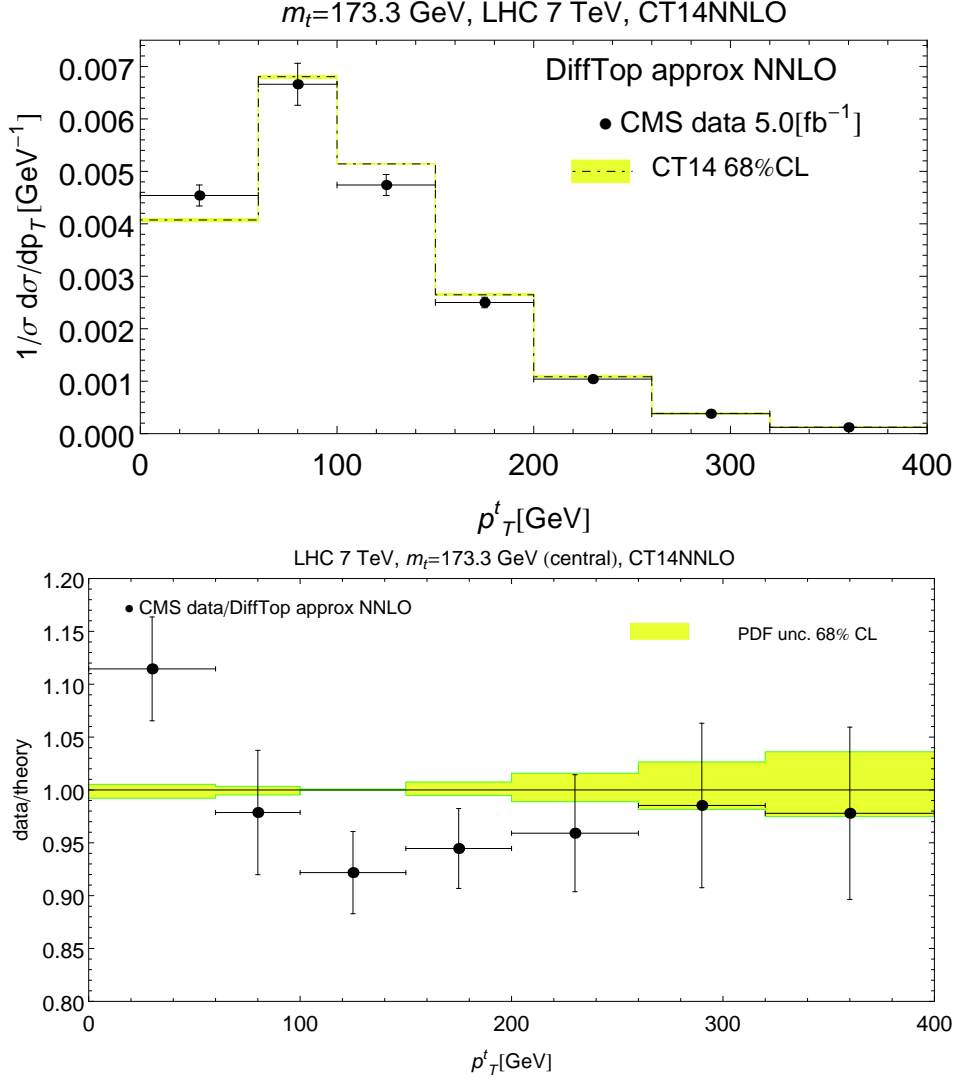 m_t=173.3 GeV, LHC 7 TeV, CT14NNLO
DiffTop approx NNLO
CMS data 5.0[fb⁻¹]
CT14 68%CL
1/σ dσ/dp_T[GeV⁻¹]
0.007
0.006
0.005
0.004
0.003
0.002
0.001
0.000
0 100 200 300 400
p^t_T[GeV]
LHC 7 TeV, m_t=173.3 GeV (central), CT14NNLO
CMS data/DiffTop approx NNLO
PDF unc. 68% CL
data/theory
1.20
1.15
1.10
1.05
1.00
0.95
0.90
0.85
0.80
0 100 200 300 400
p^t_T[GeV]